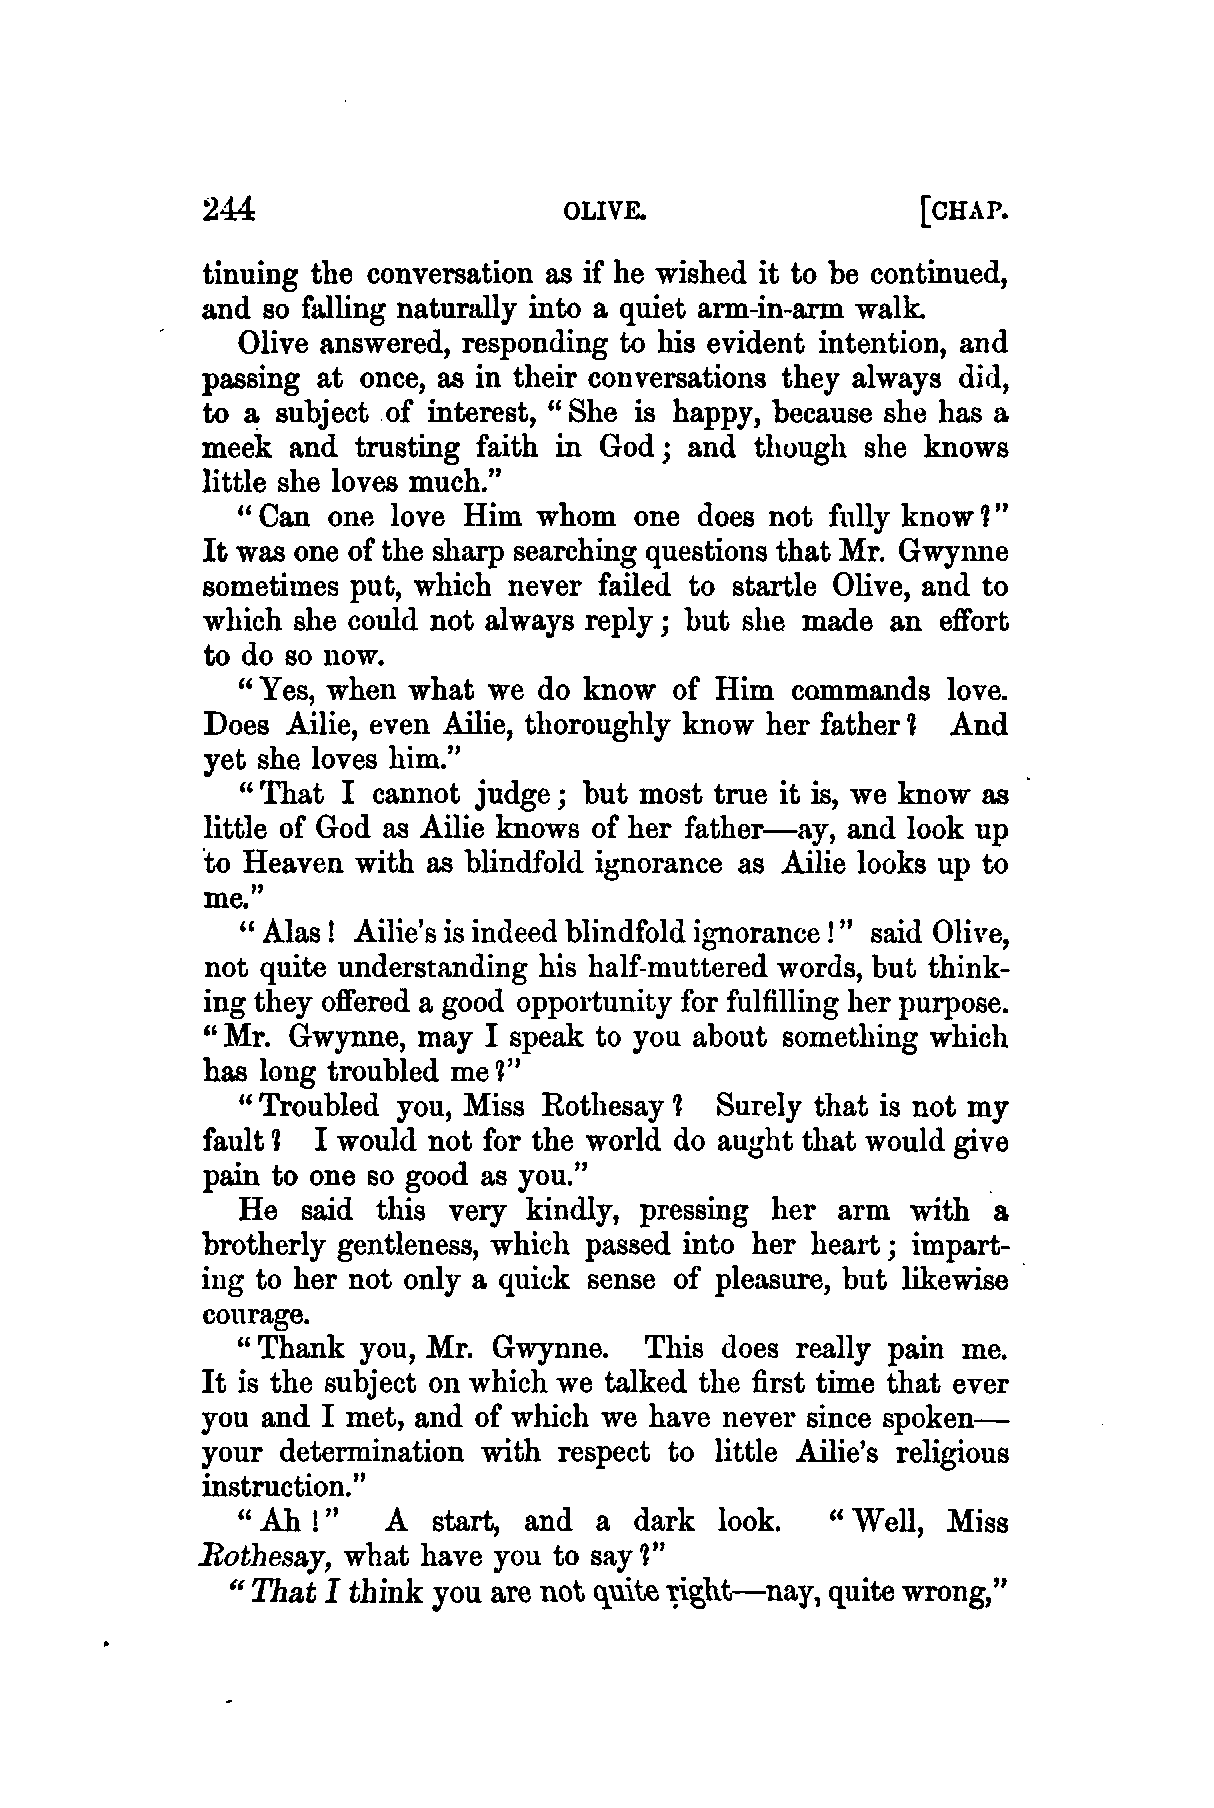 244 OLIVE. [CHAP.
tinuing the conversation as if he wished it to be continued,
and so falling naturally into a quiet arm-in-arm walk.
Olive answered, responding to his evident intention, and
passing at once, as in their conversations they always did,
to a subject of interest, “She is happy, because she has a
meek and trusting faith in God; and though she knows
little she loves much.”
“Can one love Him whom one does not fully know?”
It was one of the sharp searching questions that Mr. Gwynne
sometimes put, which never failed to startle Olive, and to
which she could not always reply; but she made an effort
to do so now.
“Yes, when what we do know of Him commands love.
Does Ailie, even Ailie, thoroughly know her father? And
yet she loves him.”
“That I cannot judge; but most true it is, we know as
little of God as Ailie knows of her father—ay, and look up
to Heaven with as blindfold ignorance as Ailie looks up to
me.”
“Alas! Ailie’s is indeed blindfold ignorance!” said Olive,
not quite understanding his half-muttered words, but think-
ing they offered a good opportunity for fulfilling her purpose.
“Mr. Gwynne, may I speak to you about something which
has long troubled me?”
“Troubled you, Miss Rothesay? Surely that is not my
fault? I would not for the world do aught that would give
pain to one so good as you.”
He said this very kindly, pressing her arm with a
brotherly gentleness, which passed into her heart; impart-
ing to her not only a quick sense of pleasure, but likewise
courage.
“Thank you, Mr. Gwynne. This does really pain me.
It is the subject on which we talked the first time that ever
you and I met, and of which we have never since spoken—
your determination with respect to little Ailie’s religious
instruction.”
“Ah!” A start, and a dark look. “Well, Miss
Rothesay, what have you to say?”
“That I think you are not quite right—nay, quite wrong,”